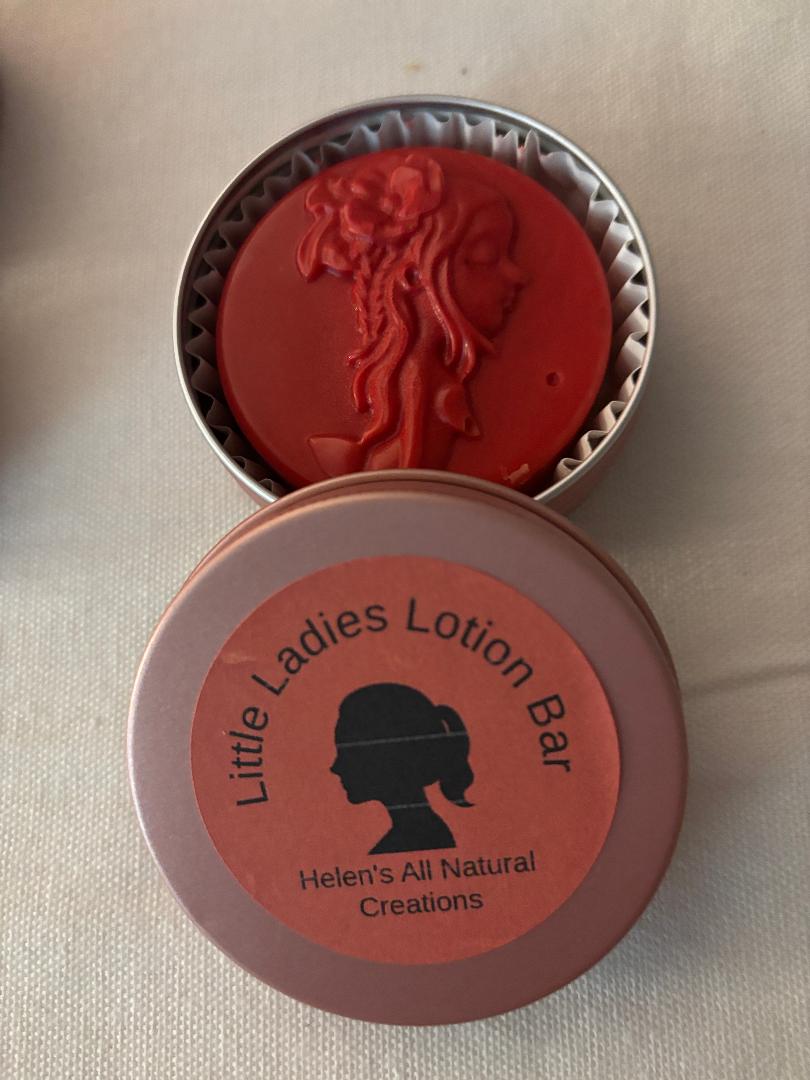 Little Ladies Lotion Bar
Helen's All Natural
Creations